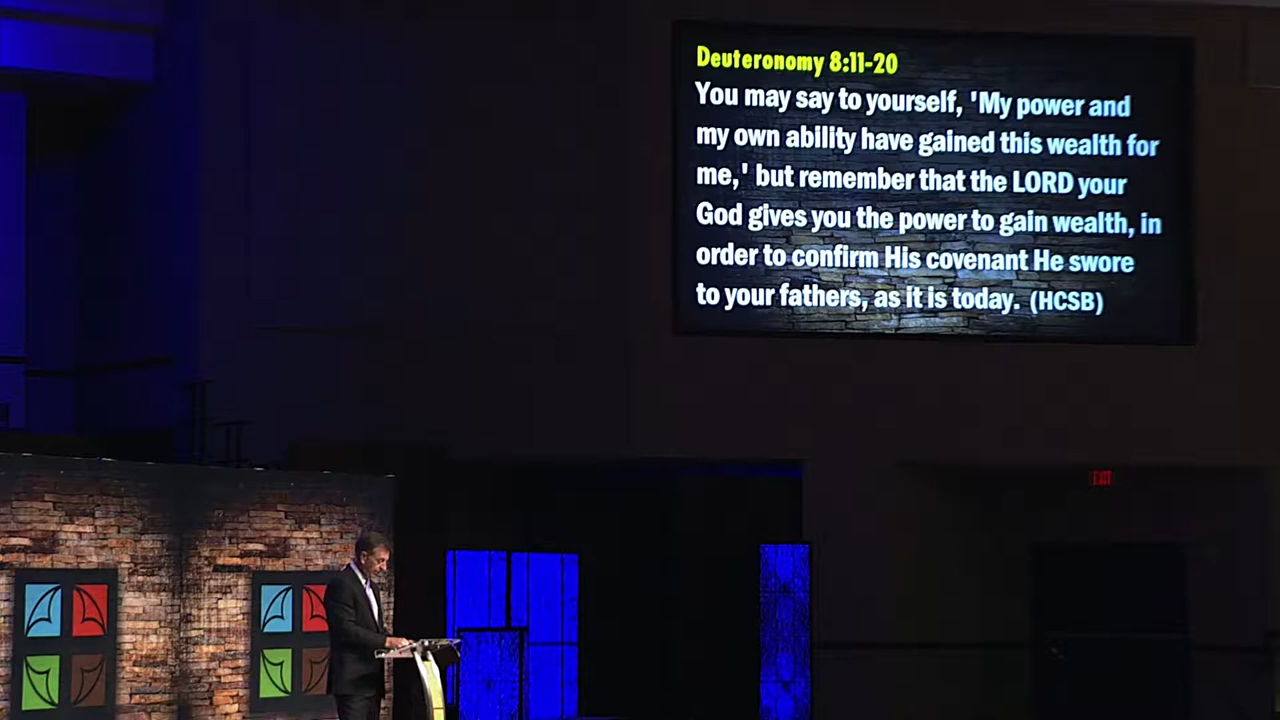 Deuteronomy 8:11-20
You may say to yourself, 'My power and
my own ability have gained this wealth for
me,' but remember that the LORD your
God gives you the power to gain wealth, in
order to confirm His covenant He swore
to your fathers, as it is today. (HCSB)
EXIT